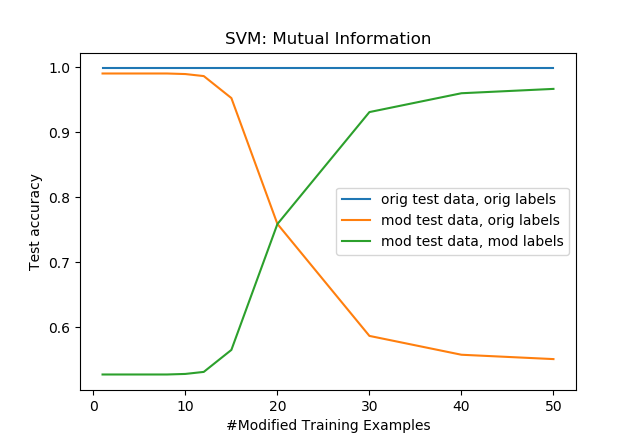 SVM: Mutual Information
1.0
0.9
0.8
0.7
0.6
Test accuracy
orig test data, orig labels
mod test data, orig labels
mod test data, mod labels
0 10 20 30 40 50
#Modified Training Examples